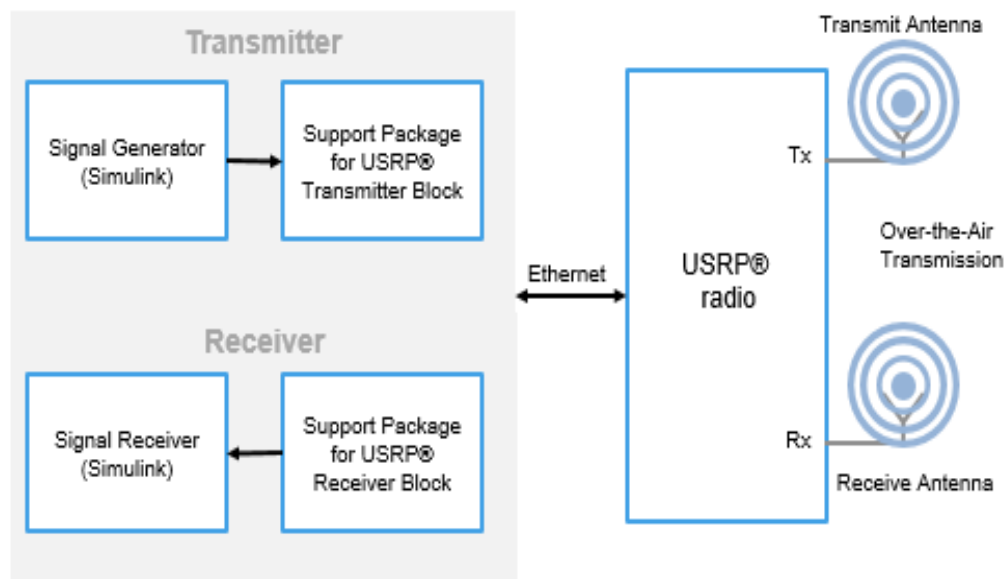 Transmitter
Signal Generator
(Simulink)
Support Package
for USRP®
Transmitter Block
Receiver
Signal Receiver
(Simulink)
Support Package
for USRP®
Receiver Block
Ethernet
USRP®
radio
Tx
Rx
Transmit Antenna
Over-the-Air
Transmission
Receive Antenna